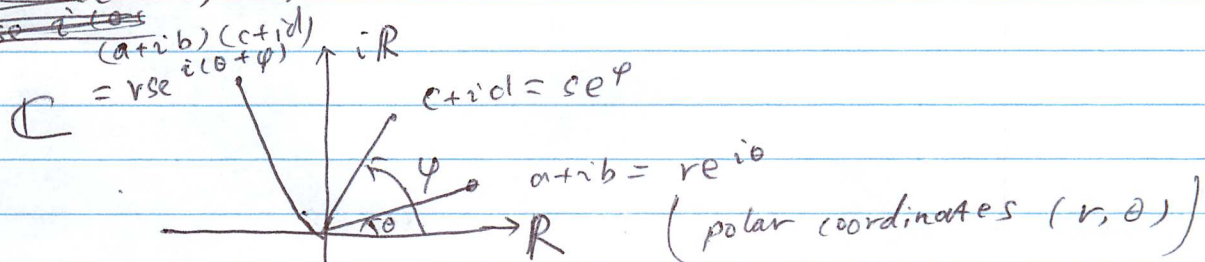 (a+ib)(c+id)
= rse^{i(θ+φ)}
iℝ
ℂ
c+id = se^φ
φ
a+ib = re^{iθ}
θ
ℝ
(polar coordinates (r, θ))